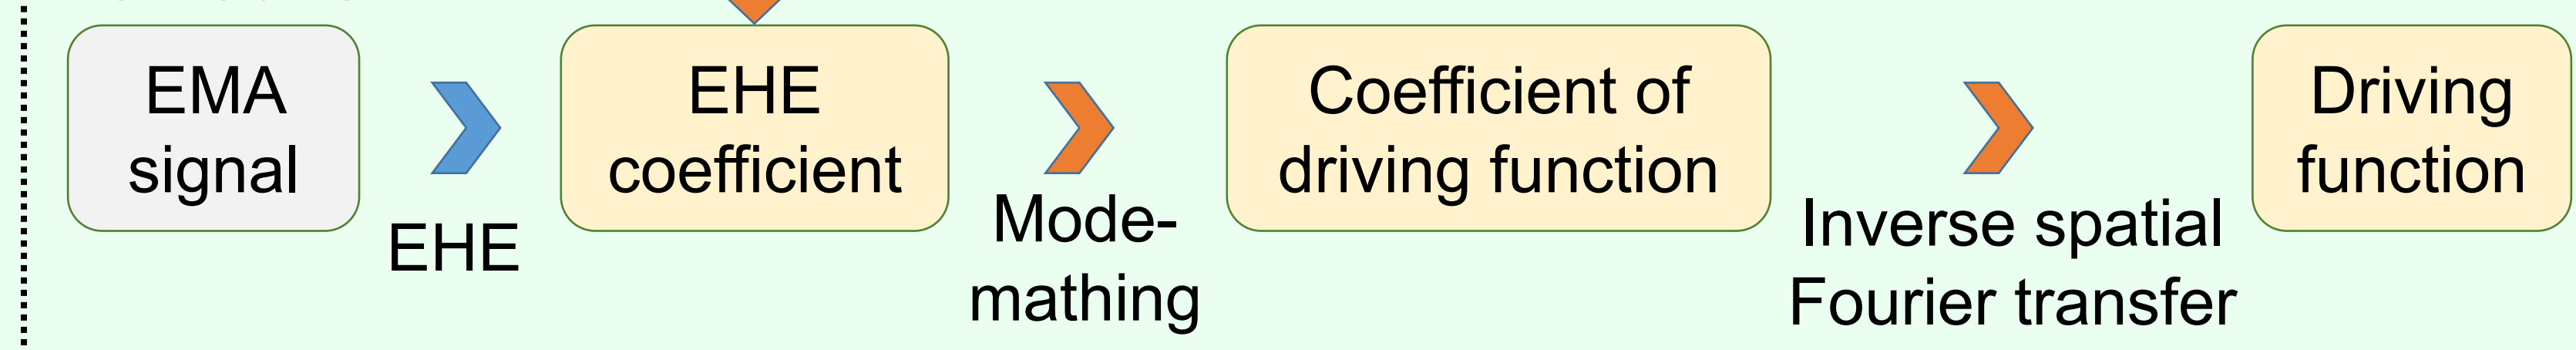 EMA
signal
EHE
EHE
coefficient
Mode-
mathing
Coefficient of
driving function
Inverse spatial
Fourier transfer
Driving
function